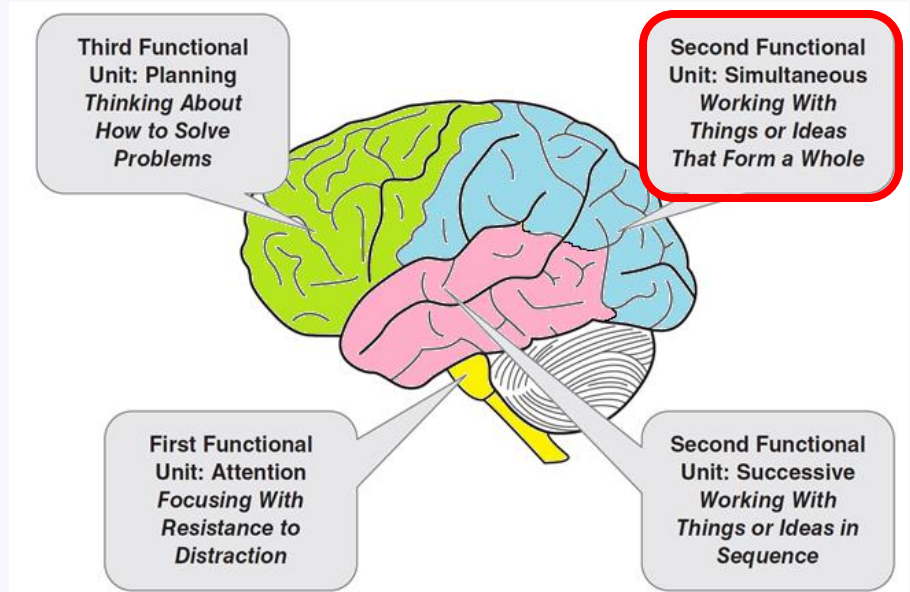 Third Functional
Unit: Planning
Thinking About
How to Solve
Problems
Second Functional
Unit: Simultaneous
Working With
Things or Ideas
That Form a Whole
First Functional
Unit: Attention
Focusing With
Resistance to
Distraction
Second Functional
Unit: Successive
Working With
Things or Ideas in
Sequence